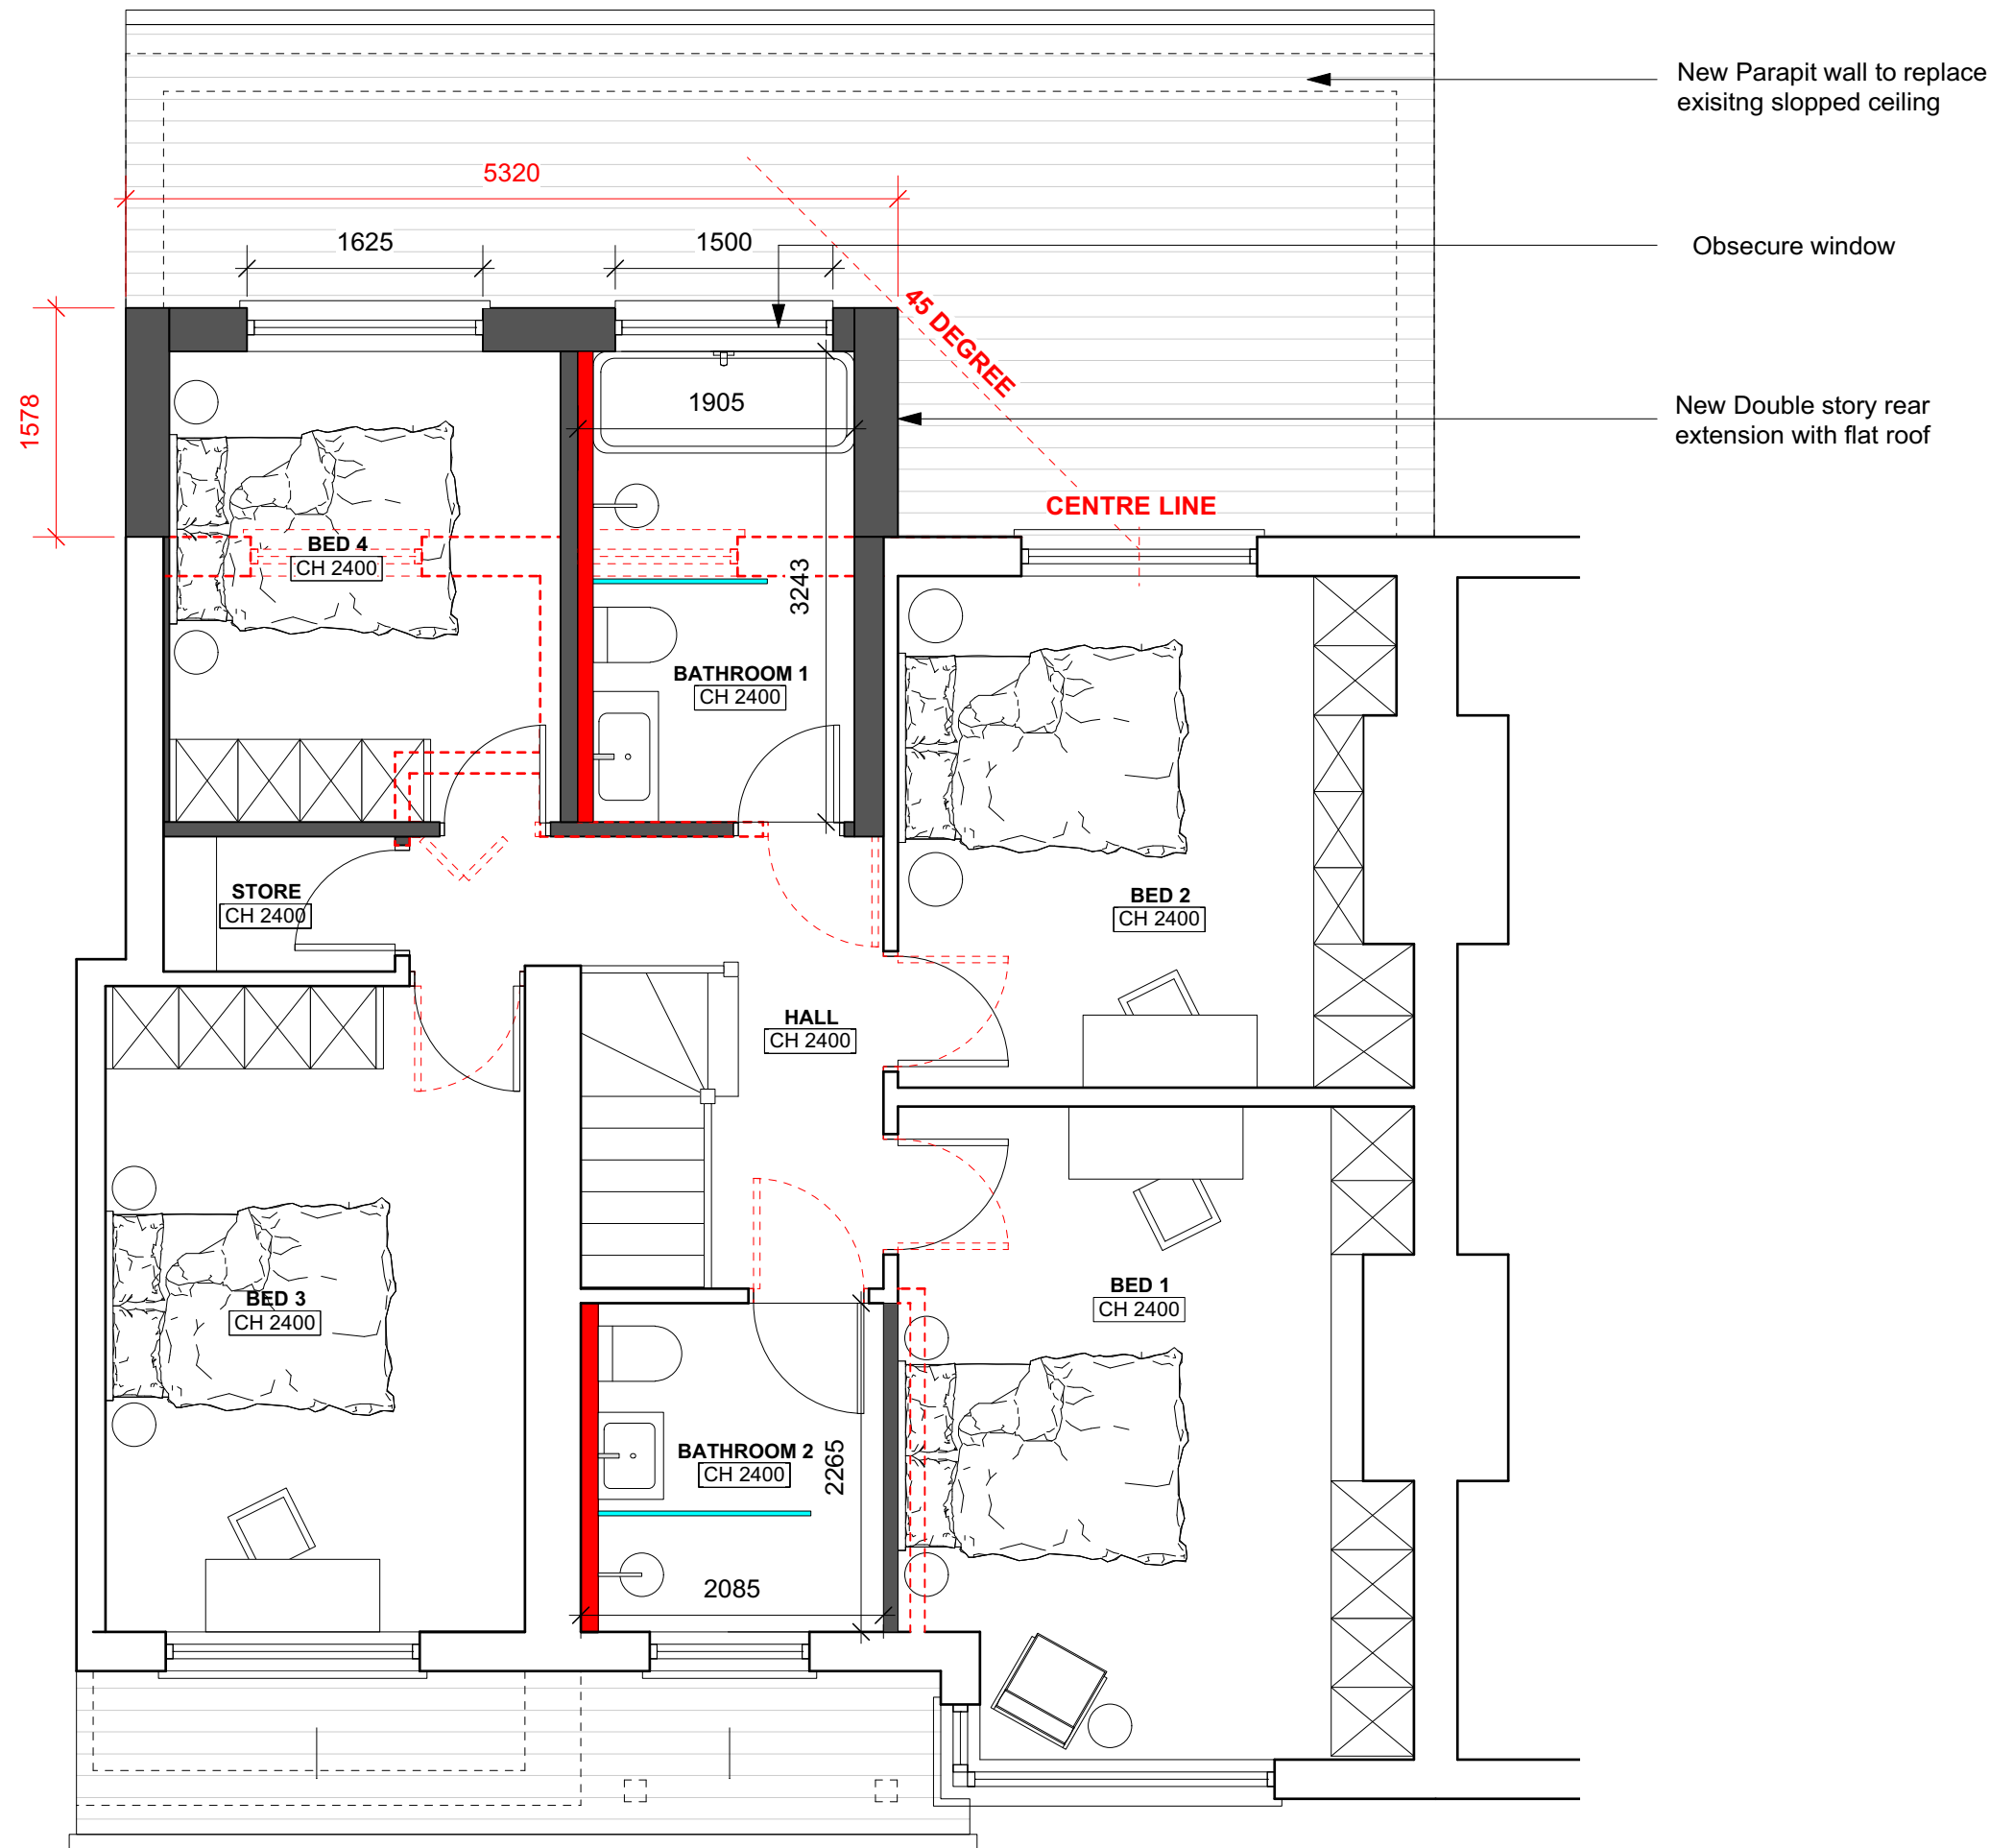 New Parapit wall to replace
exisitng slopped ceiling
5320
1625
1500
Obsecure window
45 DEGREE
1578
1905
New Double story rear
extension with flat roof
CENTRE LINE
BED 4
CH 2400
3243
BATHROOM 1
CH 2400
STORE
CH 2400
BED 2
CH 2400
HALL
CH 2400
BED 3
CH 2400
BED 1
CH 2400
BATHROOM 2
CH 2400
2265
2085